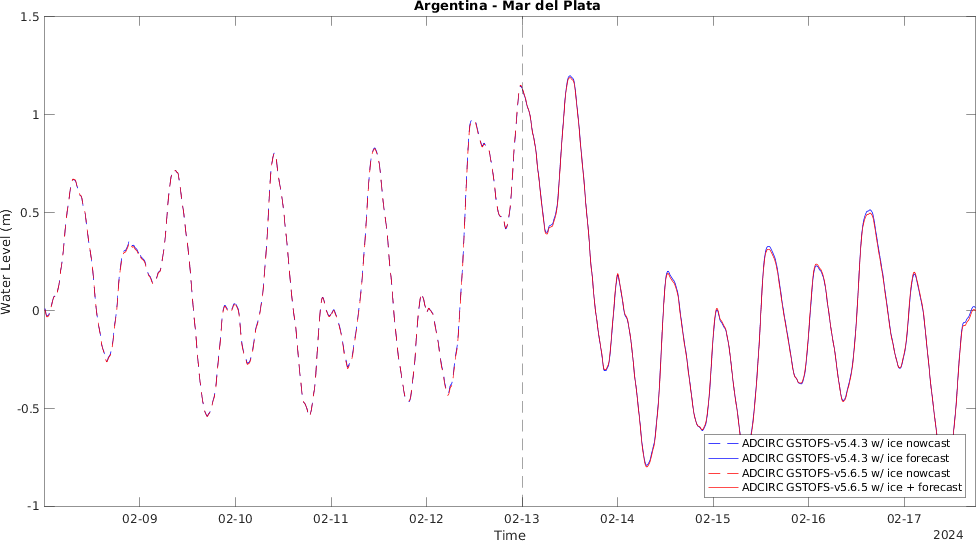 Argentina - Mar del Plata
1.5
1
0.5
0
-0.5
-1
Water Level (m)
02-09 02-10 02-11 02-12 02-13 02-14 02-15 02-16 02-17
Time
2024
ADCIRC GSTOFS-v5.4.3 w/ ice nowcast
ADCIRC GSTOFS-v5.4.3 w/ ice forecast
ADCIRC GSTOFS-v5.6.5 w/ ice nowcast
ADCIRC GSTOFS-v5.6.5 w/ ice + forecast